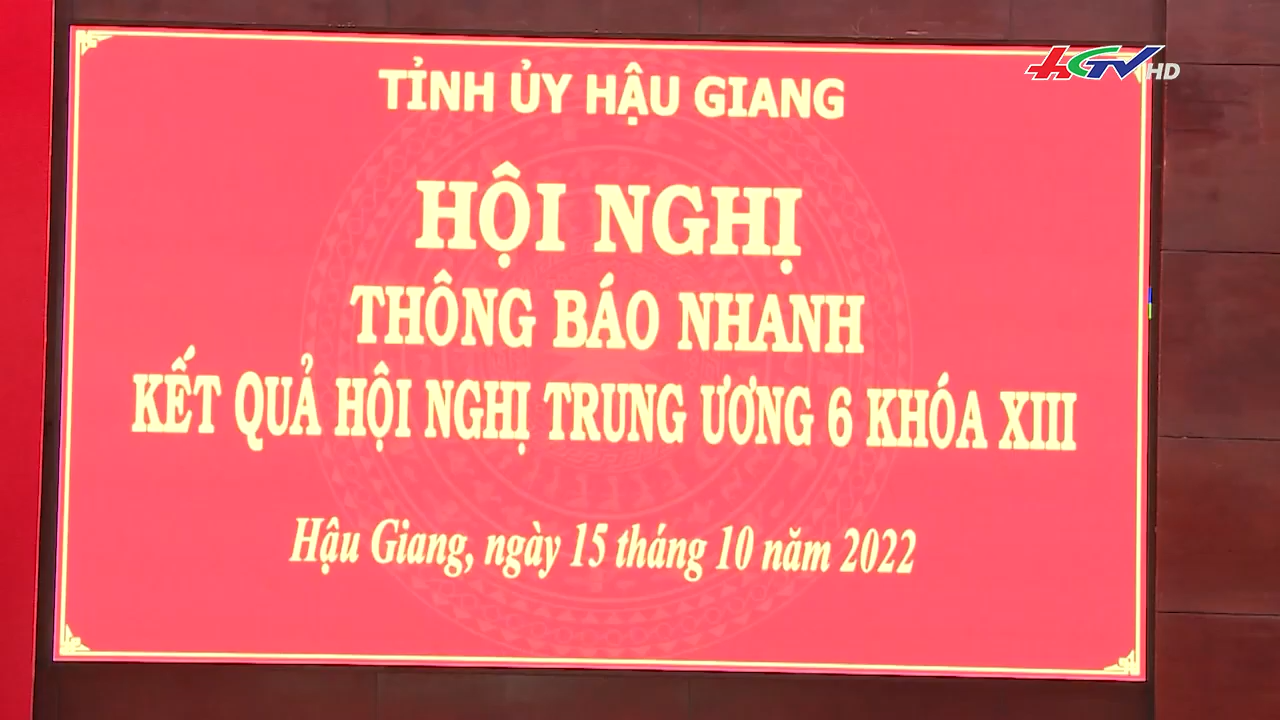 HGTV HD
TỈNH ỦY HẬU GIANG
HỘI NGHỊ
THÔNG BÁO NHANH
KẾT QUẢ HỘI NGHỊ TRUNG ƯƠNG 6 KHÓA XIII
Hậu Giang, ngày 15 tháng 10 năm 2022